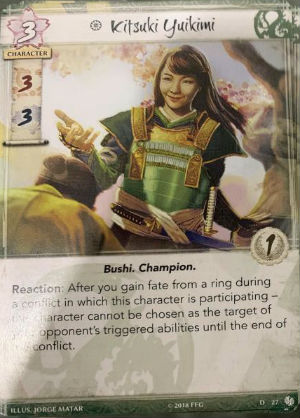 3
Kitsuki Yuikimi
CHARACTER
3
3
1
Bushi. Champion.
Reaction: After you gain fate from a ring during
a conflict in which this character is participating –
character cannot be chosen as the target of
opponent's triggered abilities until the end of
conflict.
ILLUS. JORGE MATAR
©2018 FFG
D 27